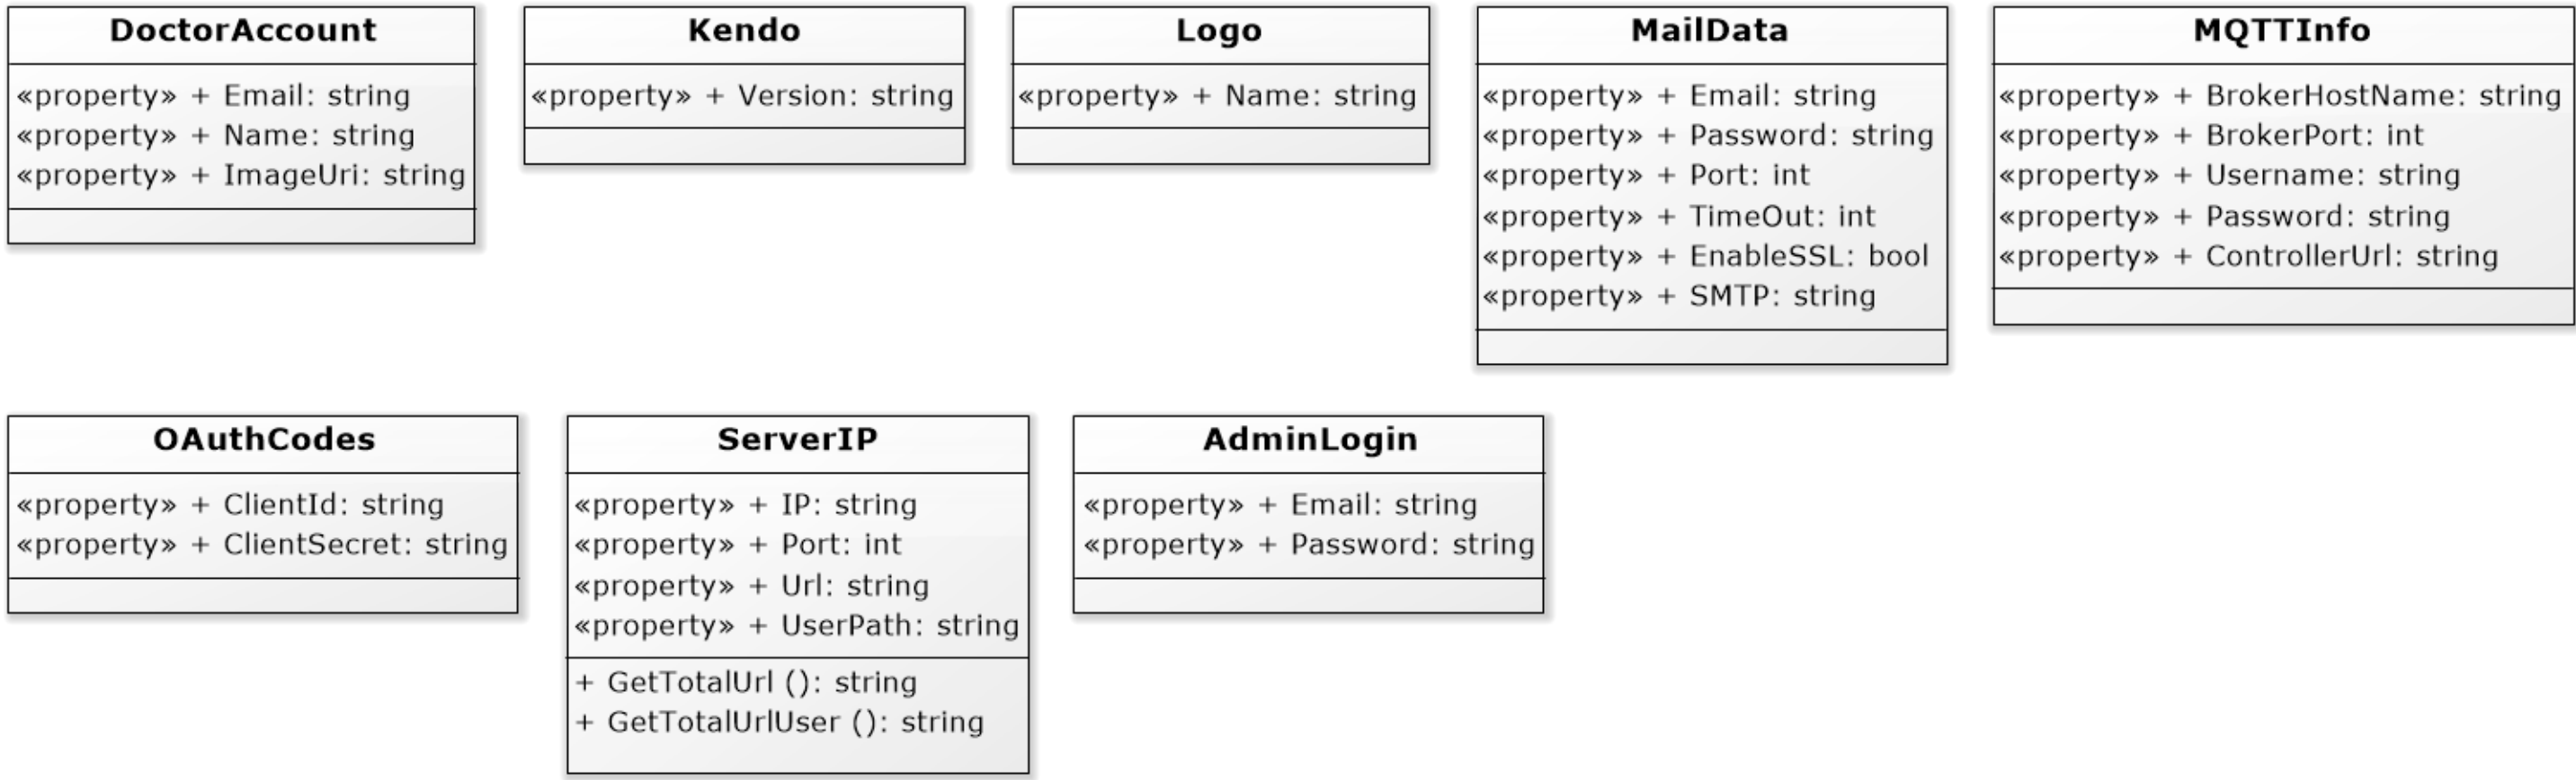 DoctorAccount
«property» + Email: string
«property» + Name: string
«property» + ImageUri: string
Kendo
«property» + Version: string
Logo
«property» + Name: string
MailData
«property» + Email: string
«property» + Password: string
«property» + Port: int
«property» + TimeOut: int
«property» + EnableSSL: bool
«property» + SMTP: string
MQTTInfo
«property» + BrokerHostName: string
«property» + BrokerPort: int
«property» + Username: string
«property» + Password: string
«property» + ControllerUrl: string
OAuthCodes
«property» + ClientId: string
«property» + ClientSecret: string
ServerIP
«property» + IP: string
«property» + Port: int
«property» + Url: string
«property» + UserPath: string
+ GetTotalUrl (): string
+ GetTotalUrlUser (): string
AdminLogin
«property» + Email: string
«property» + Password: string